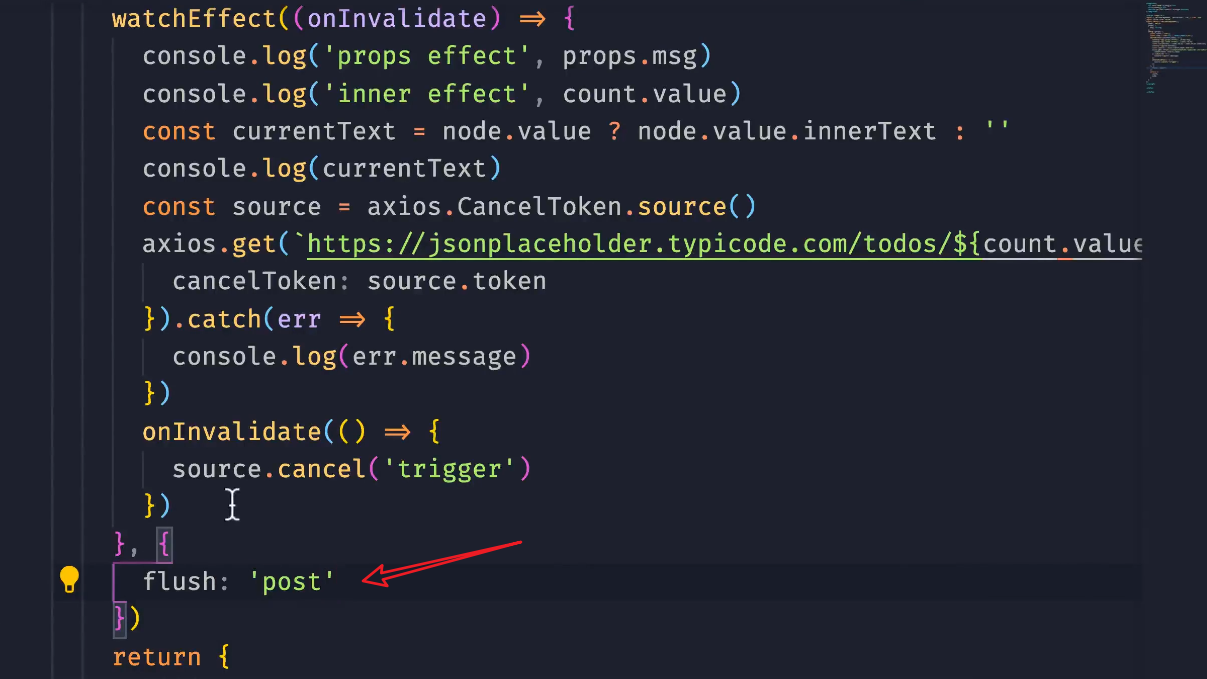 watchEffect((onInvalidate) => {
console.log('props effect', props.msg)
console.log('inner effect', count.value)
const currentText = node.value ? node.value.innerText : ''
console.log(currentText)
const source = axios.CancelToken.source()
axios.get(`https://jsonplaceholder.typicode.com/todos/${count.value
cancelToken: source.token
}).catch(err => {
console.log(err.message)
})
onInvalidate(() => {
source.cancel('trigger')
})
}, {
flush: 'post'
})
return {